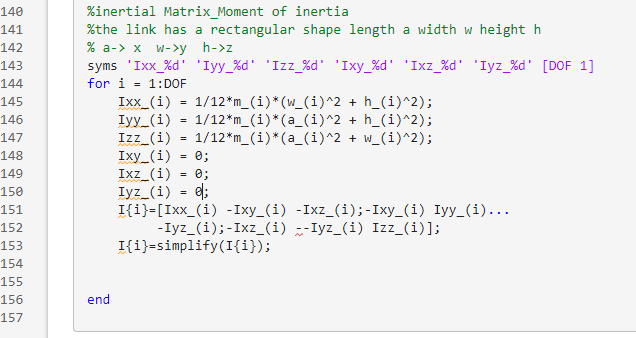 140 %inertial Matrix_Moment of inertia
141 %the link has a rectangular shape length a width w height h
142 % a-> x  w->y  h->z
143 syms 'Ixx_%d' 'Iyy_%d' 'Izz_%d' 'Ixy_%d' 'Ixz_%d' 'Iyz_%d' [DOF 1]
144 for i = 1:DOF
145     Ixx_(i) = 1/12*m_(i)*(w_(i)^2 + h_(i)^2);
146     Iyy_(i) = 1/12*m_(i)*(a_(i)^2 + h_(i)^2);
147     Izz_(i) = 1/12*m_(i)*(a_(i)^2 + w_(i)^2);
148     Ixy_(i) = 0;
149     Ixz_(i) = 0;
150     Iyz_(i) = 0;
151     I{i}=[Ixx_(i) -Ixy_(i) -Ixz_(i);-Ixy_(i) Iyy_(i)...
152         -Iyz_(i);-Ixz_(i) --Iyz_(i) Izz_(i)];
153     I{i}=simplify(I{i});
154
155
156 end
157